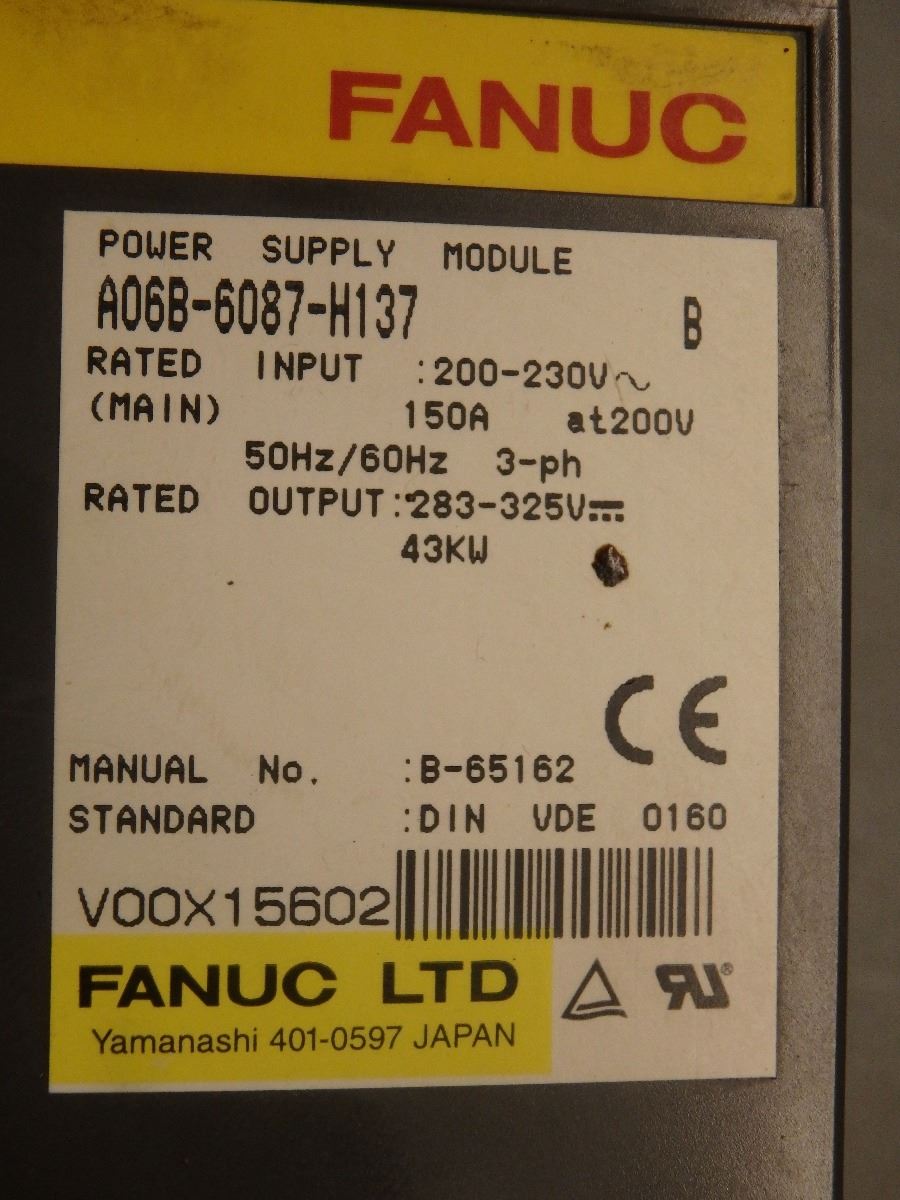 FANUC
POWER SUPPLY MODULE
A06B-6087-H137 B
RATED INPUT :200-230V~
(MAIN) 150A at200V
50Hz/60Hz 3-ph
RATED OUTPUT:283-325V⎓
43KW
CE
MANUAL No. :B-65162
STANDARD :DIN VDE 0160
V00X15602
FANUC LTD
Yamanashi 401-0597 JAPAN
RU®